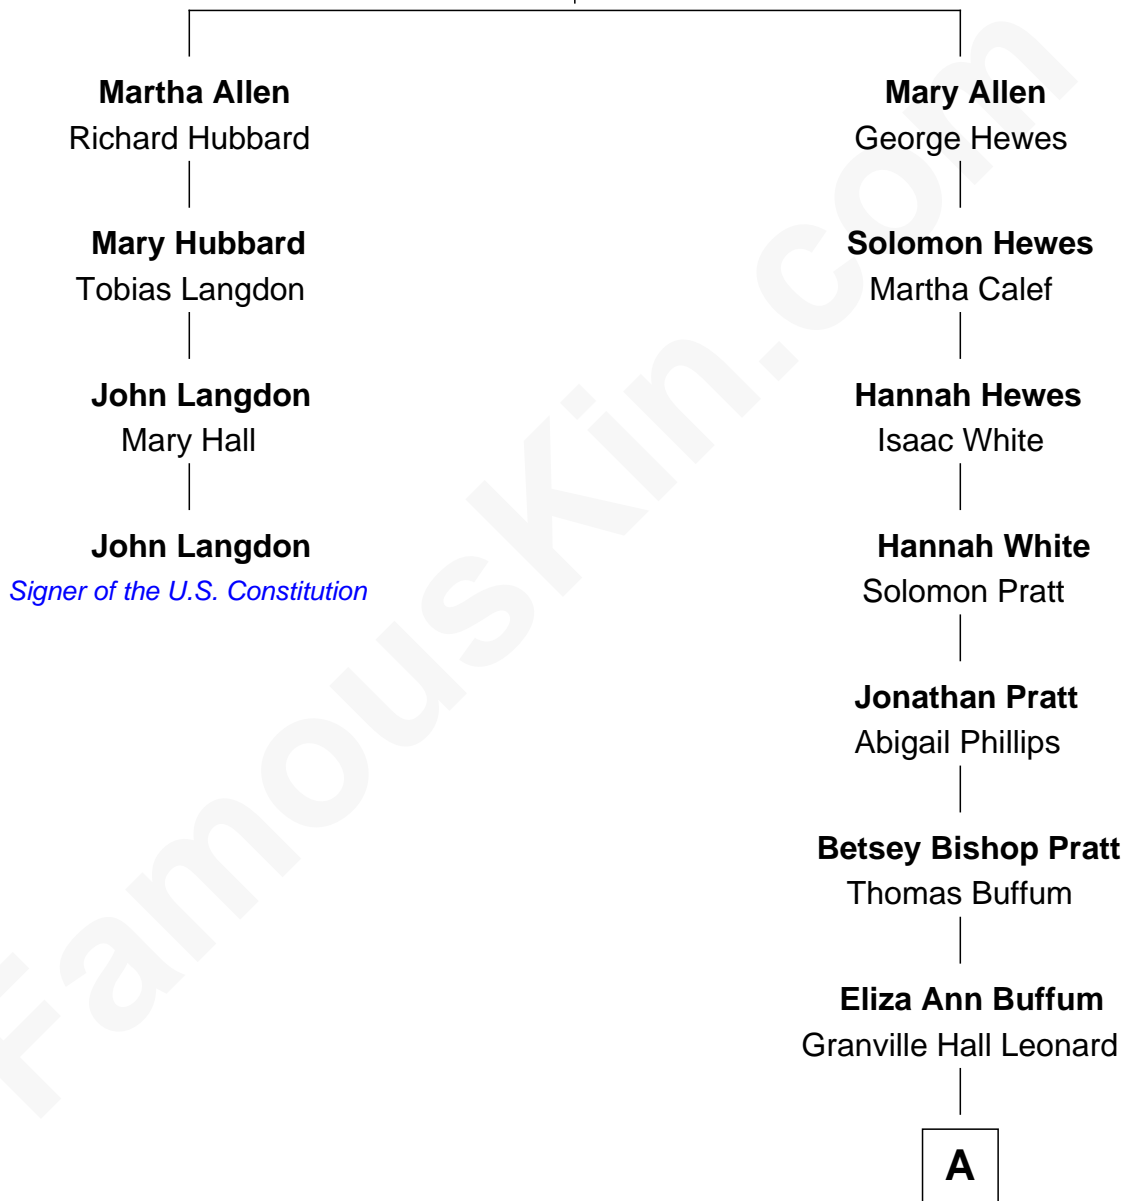 Martha Allen
Richard Hubbard
Mary Hubbard
Tobias Langdon
John Langdon
Mary Hall
John Langdon
Signer of the U.S. Constitution
Mary Allen
George Hewes
Solomon Hewes
Martha Calef
Hannah Hewes
Isaac White
Hannah White
Solomon Pratt
Jonathan Pratt
Abigail Phillips
Betsey Bishop Pratt
Thomas Buffum
Eliza Ann Buffum
Granville Hall Leonard
A
FamousKin.com